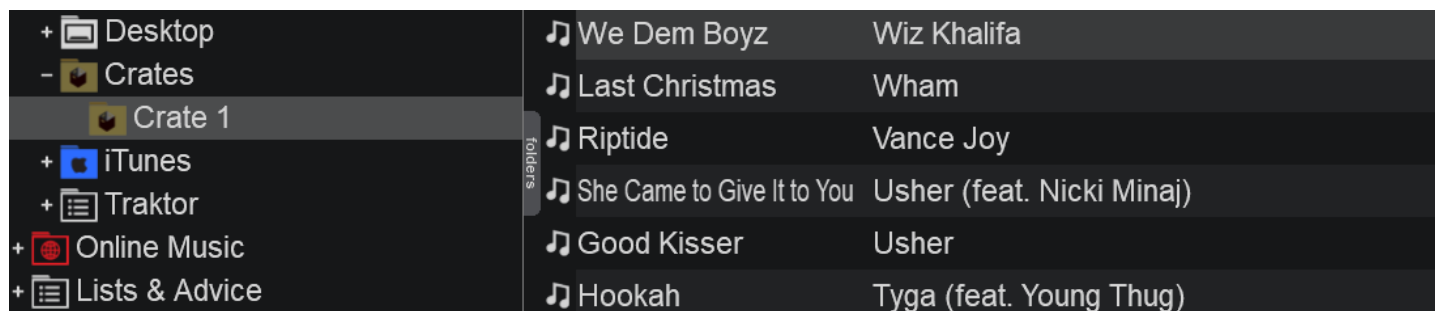 + Desktop
- Crates
Crate 1
+ iTunes
+ Traktor
+ Online Music
+ Lists & Advice
folders
We Dem Boyz Wiz Khalifa
Last Christmas Wham
Riptide Vance Joy
She Came to Give It to You Usher (feat. Nicki Minaj)
Good Kisser Usher
Hookah Tyga (feat. Young Thug)